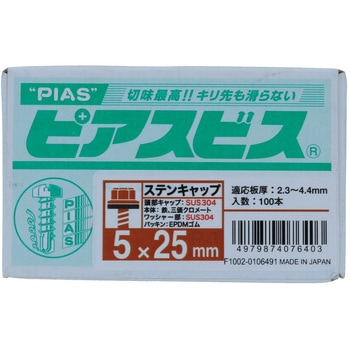 "PIAS"
切味最高!! キリ先も滑らない
ピアスビス®
PIAS
ステンキャップ
頭部キャップ：SUS304
本体：鉄、三価クロメート
ワッシャー部：SUS304
パッキン：EPDMゴム
5×25mm
適応板厚：2.3～4.4mm
入数：100本
4979874076403
F1002-0106491 MADE IN JAPAN